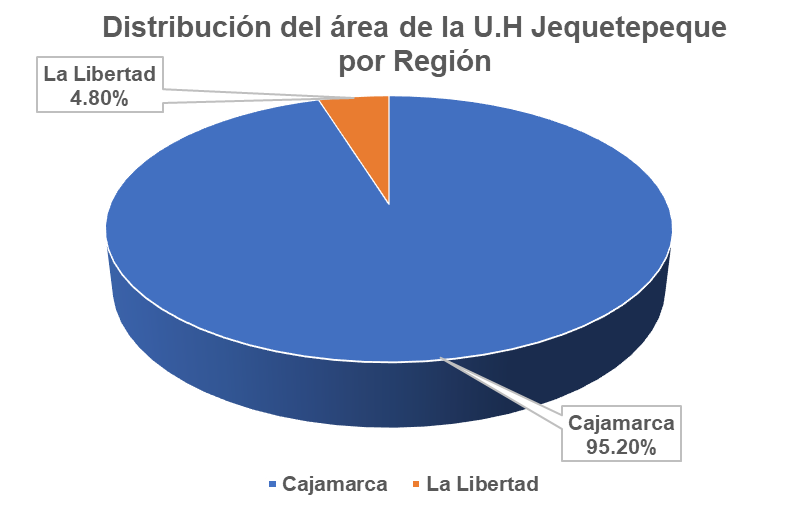 Distribución del área de la U.H Jequetepeque
por Región
La Libertad
4.80%
Cajamarca
95.20%
Cajamarca
La Libertad